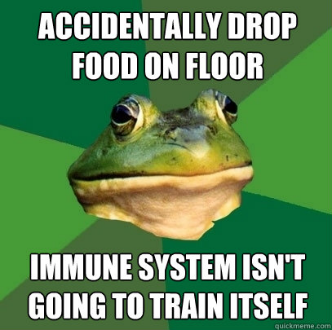 ACCIDENTALLY DROP
FOOD ON FLOOR
IMMUNE SYSTEM ISN'T
GOING TO TRAIN ITSELF
quickmeme.com